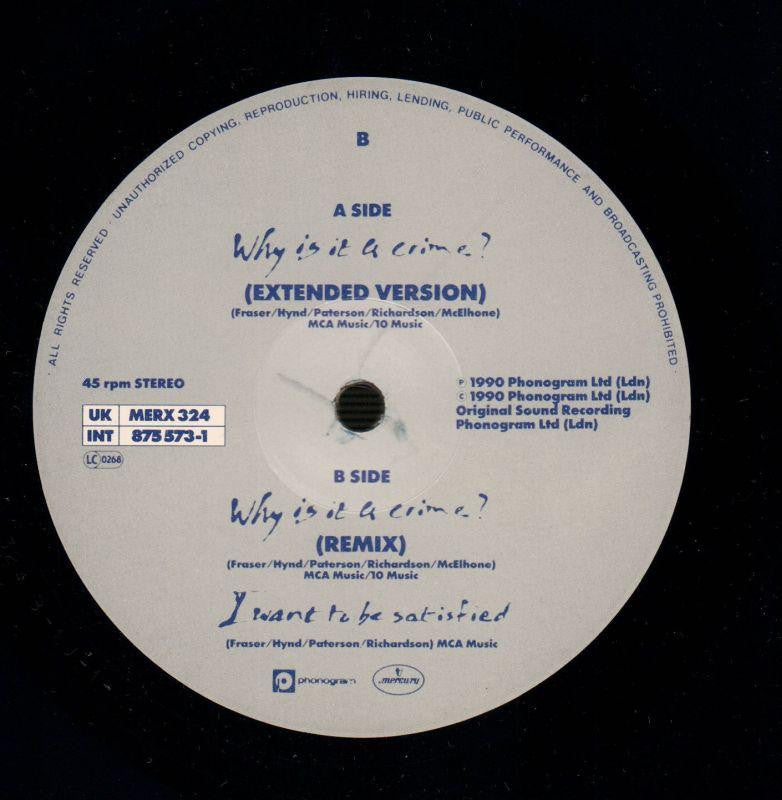 · ALL RIGHTS RESERVED · UNAUTHORIZED COPYING, REPRODUCTION, HIRING, LENDING, PUBLIC PERFORMANCE AND BROADCASTING PROHIBITED ·
B
A SIDE
Why is it a crime?
(EXTENDED VERSION)
(Fraser/Hynd/Paterson/Richardson/McElhone)
MCA Music/10 Music
45 rpm STEREO
UK MERX 324
INT 875 573-1
LC 0268
℗ 1990 Phonogram Ltd (Ldn)
© 1990 Phonogram Ltd (Ldn)
Original Sound Recording
Phonogram Ltd (Ldn)
B SIDE
Why is it a crime?
(REMIX)
(Fraser/Hynd/Paterson/Richardson/McElhone)
MCA Music/10 Music
I want to be satisfied
(Fraser/Hynd/Paterson/Richardson) MCA Music
phonogram mercury